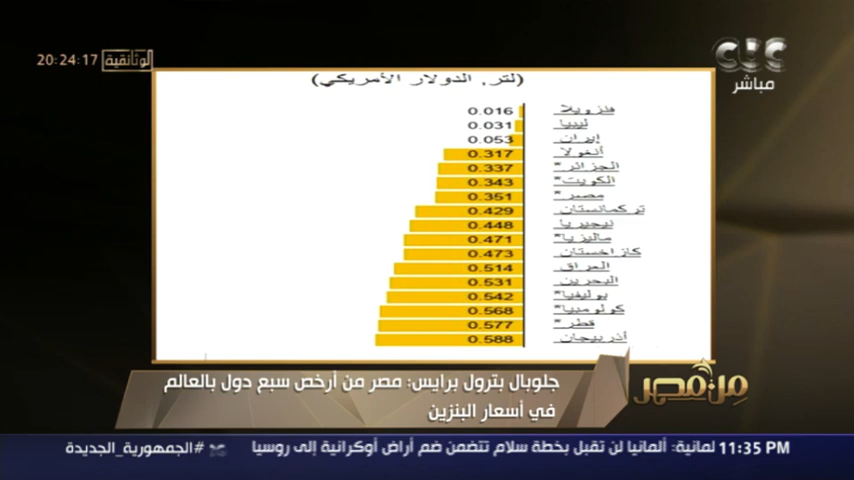 20:24:17 الوثائقية
cbc
مباشر
(لتر, الدولار الأمريكي)
فنزويلا 0.016
ليبيا 0.031
إيران 0.053
أنغولا 0.317
الجزائر* 0.337
الكويت* 0.343
مصر* 0.351
تركمانستان 0.429
نيجيريا 0.448
ماليزيا* 0.471
كازاخستان 0.473
العراق 0.514
البحرين 0.531
بوليفيا* 0.542
كولومبيا* 0.568
قطر* 0.577
أذربيجان 0.588
من مصر
جلوبال بترول برايس: مصر من أرخص سبع دول بالعالم
في أسعار البنزين
11:35 PM لمانية: ألمانيا لن تقبل بخطة سلام تتضمن ضم أراض أوكرانية إلى روسيا #الجمهورية_الجديدة